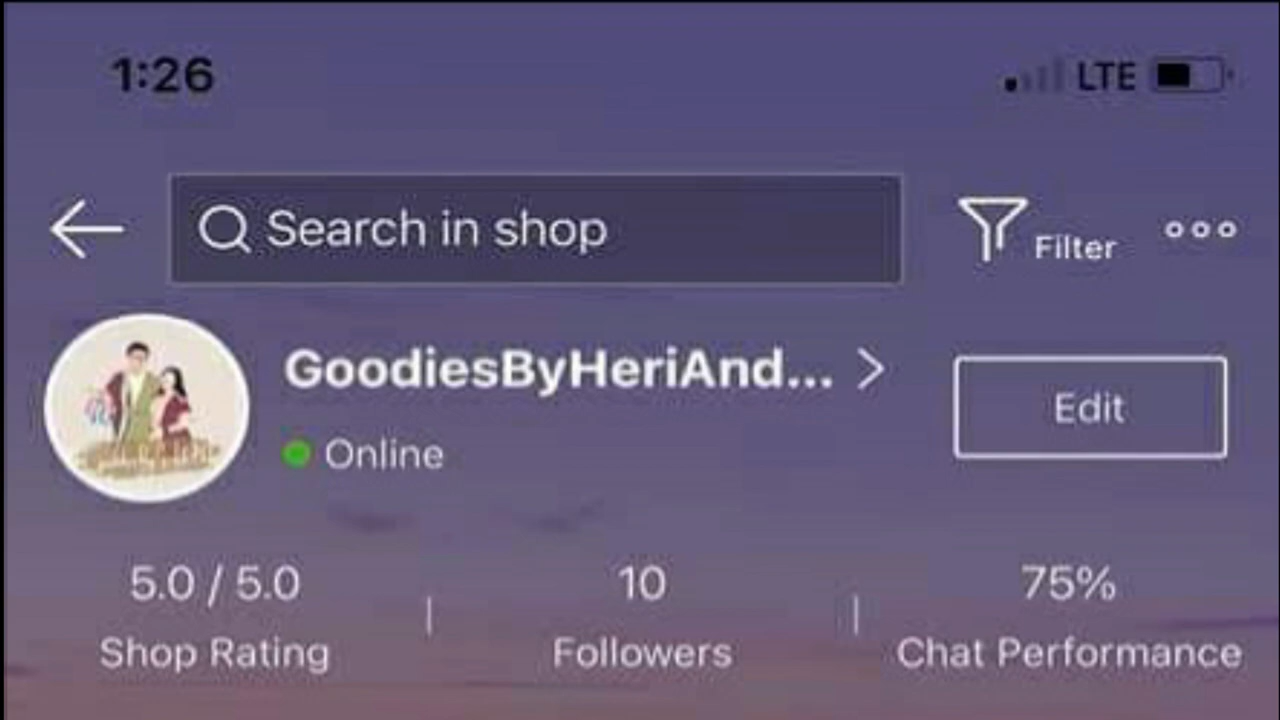 1:26 LTE
Search in shop Filter
GoodiesByHeriAnd...
Edit
Online
5.0 / 5.0 10 75%
Shop Rating Followers Chat Performance